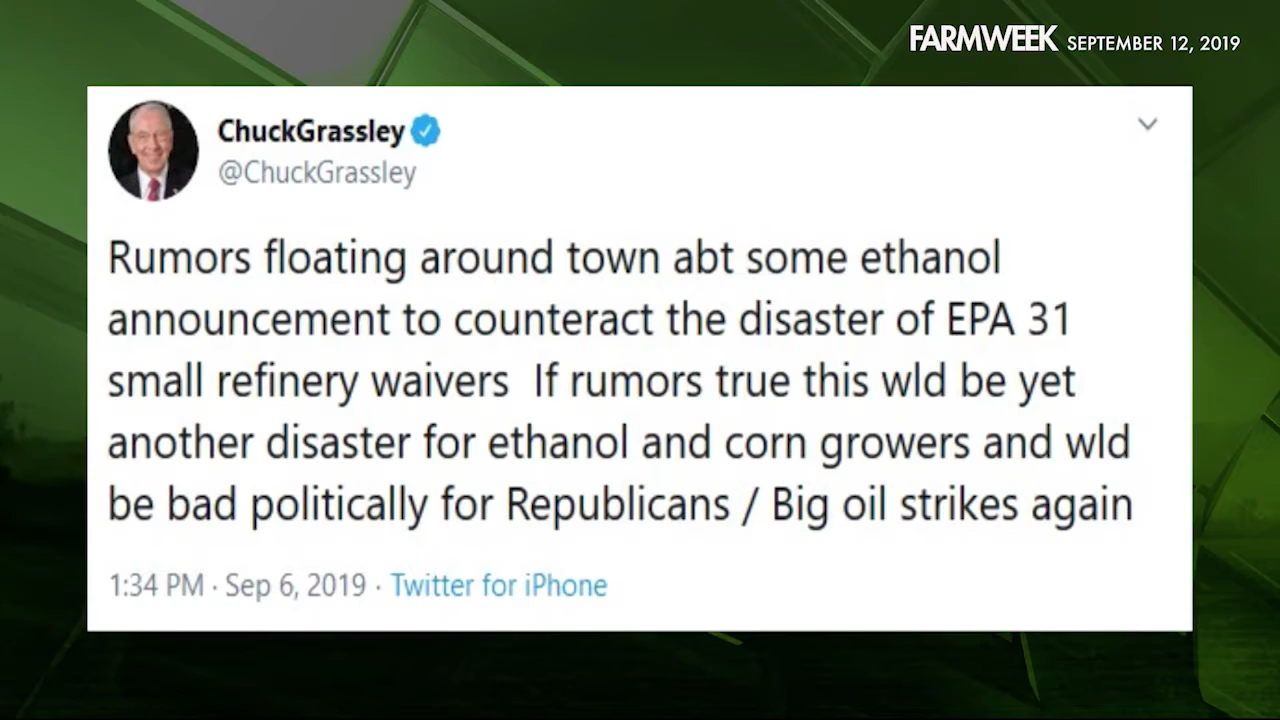 FARMWEEK SEPTEMBER 12, 2019
ChuckGrassley
@ChuckGrassley
Rumors floating around town abt some ethanol
announcement to counteract the disaster of EPA 31
small refinery waivers  If rumors true this wld be yet
another disaster for ethanol and corn growers and wld
be bad politically for Republicans / Big oil strikes again
1:34 PM · Sep 6, 2019 · Twitter for iPhone